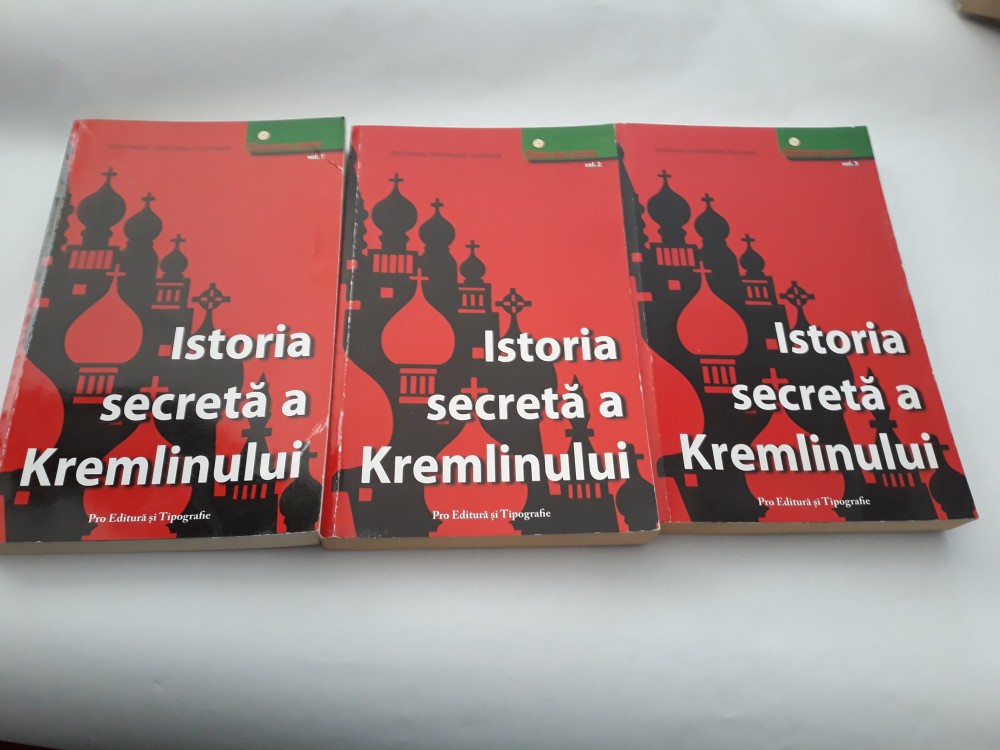 vol. 1
Istoria
secretă a
Kremlinului
Pro Editură și Tipografie
vol. 2
Istoria
secretă a
Kremlinului
Pro Editură și Tipografie
vol. 3
Istoria
secretă a
Kremlinului
Pro Editură și Tipografie